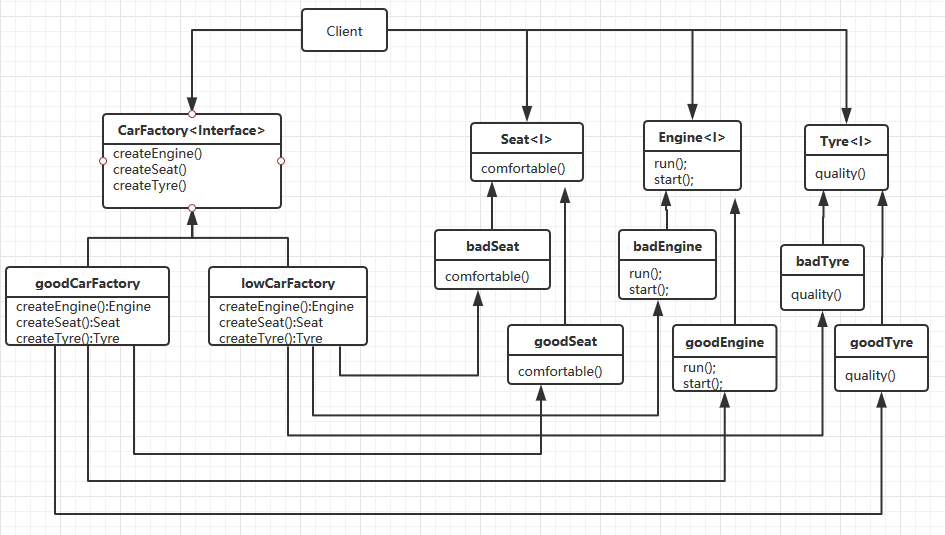 Client
CarFactory<Interface>
createEngine()
createSeat()
createTyre()
Seat<I>
comfortable()
Engine<I>
run();
start();
Tyre<I>
quality()
badSeat
comfortable()
badEngine
run();
start();
badTyre
quality()
goodCarFactory
createEngine():Engine
createSeat():Seat
createTyre():Tyre
lowCarFactory
createEngine():Engine
createSeat():Seat
createTyre():Tyre
goodSeat
comfortable()
goodEngine
run();
start();
goodTyre
quality()